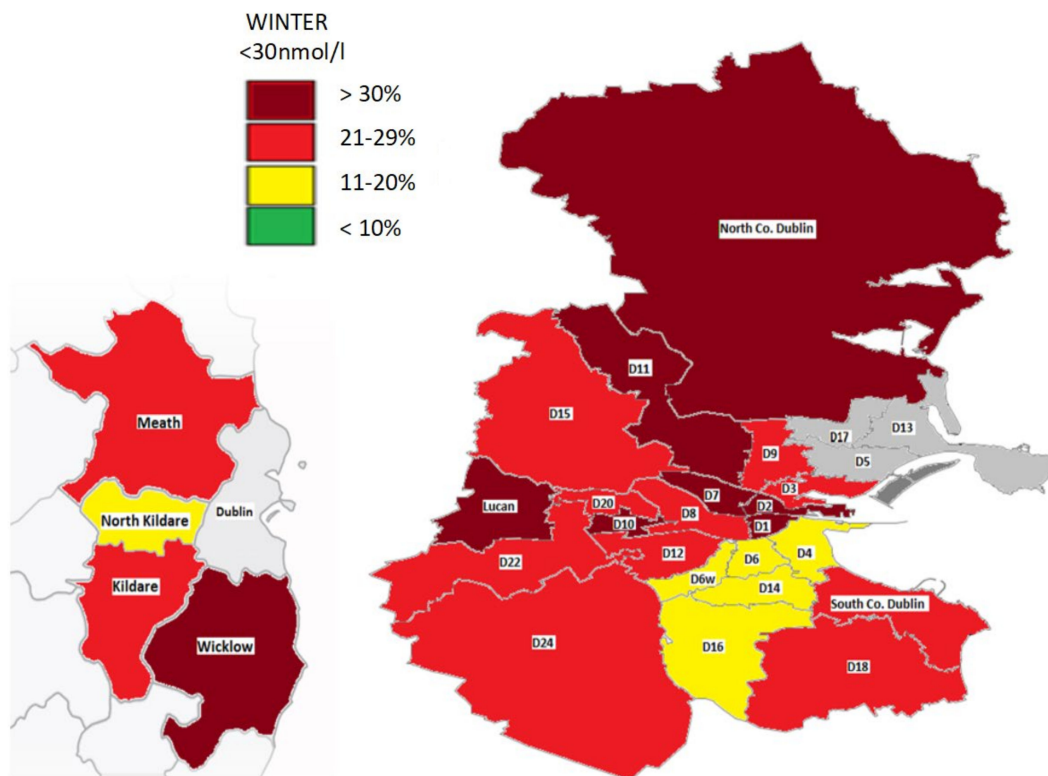 WINTER
<30nmol/l
> 30%
21-29%
11-20%
< 10%
North Co. Dublin
D11
D15
D17
D13
D5
D9
D3
D7
D2
D1
Lucan
D20
D10
D8
D12
D22
D6
D4
D6w
D14
South Co. Dublin
D24
D16
D18
Meath
North Kildare
Dublin
Kildare
Wicklow